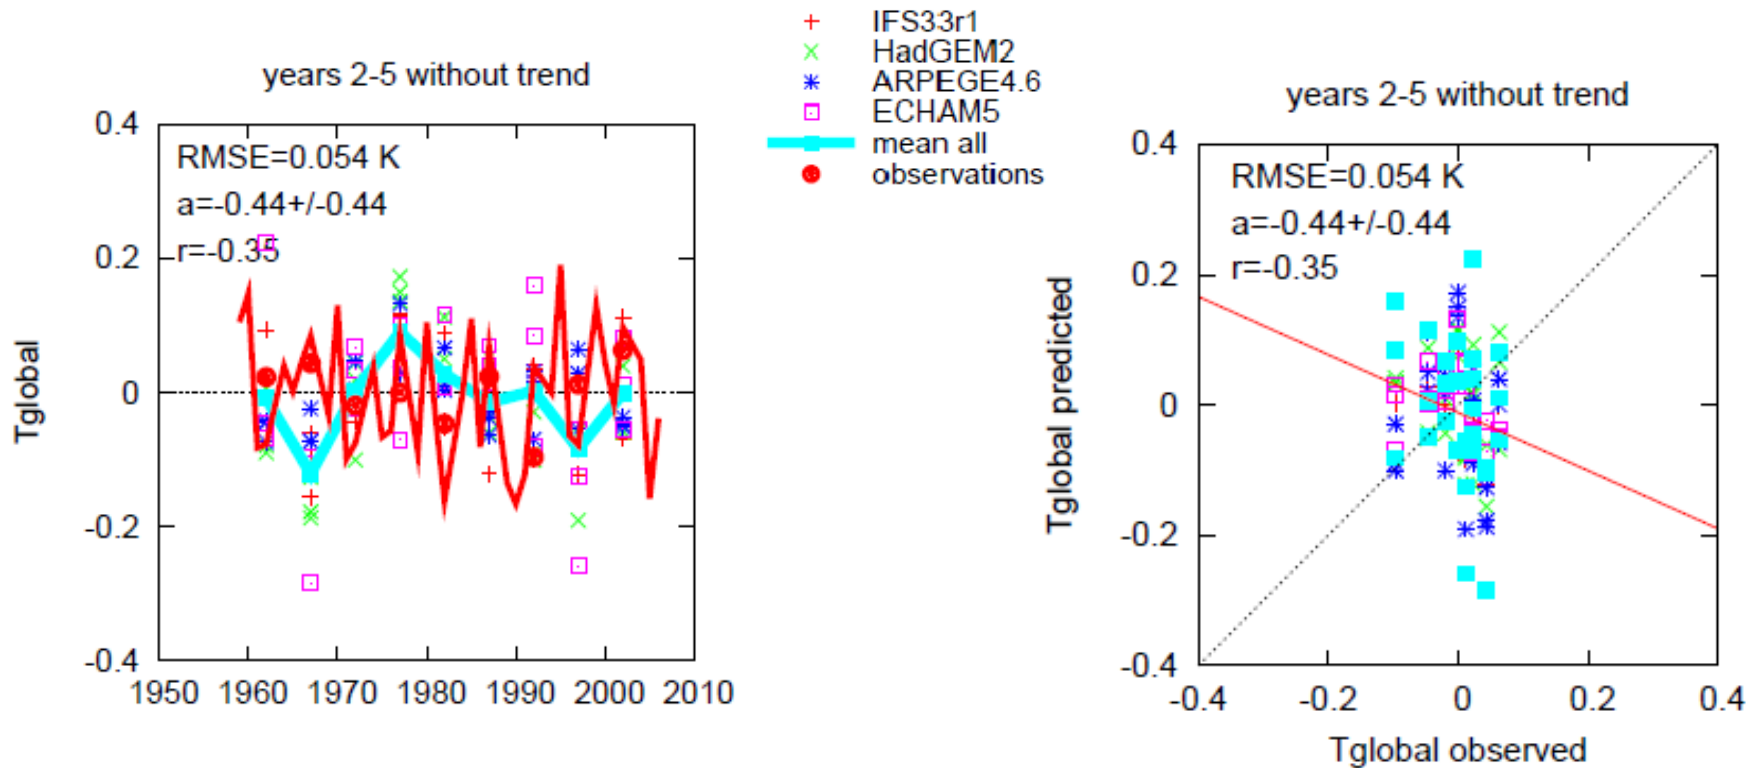 IFS33r1
HadGEM2
ARPEGE4.6
ECHAM5
mean all
observations
years 2-5 without trend
RMSE=0.054 K
a=-0.44+/-0.44
r=-0.35
Tglobal
0.4
0.2
0
-0.2
-0.4
1950 1960 1970 1980 1990 2000 2010
years 2-5 without trend
RMSE=0.054 K
a=-0.44+/-0.44
r=-0.35
Tglobal predicted
0.4
0.2
0
-0.2
-0.4
-0.4 -0.2 0 0.2 0.4
Tglobal observed